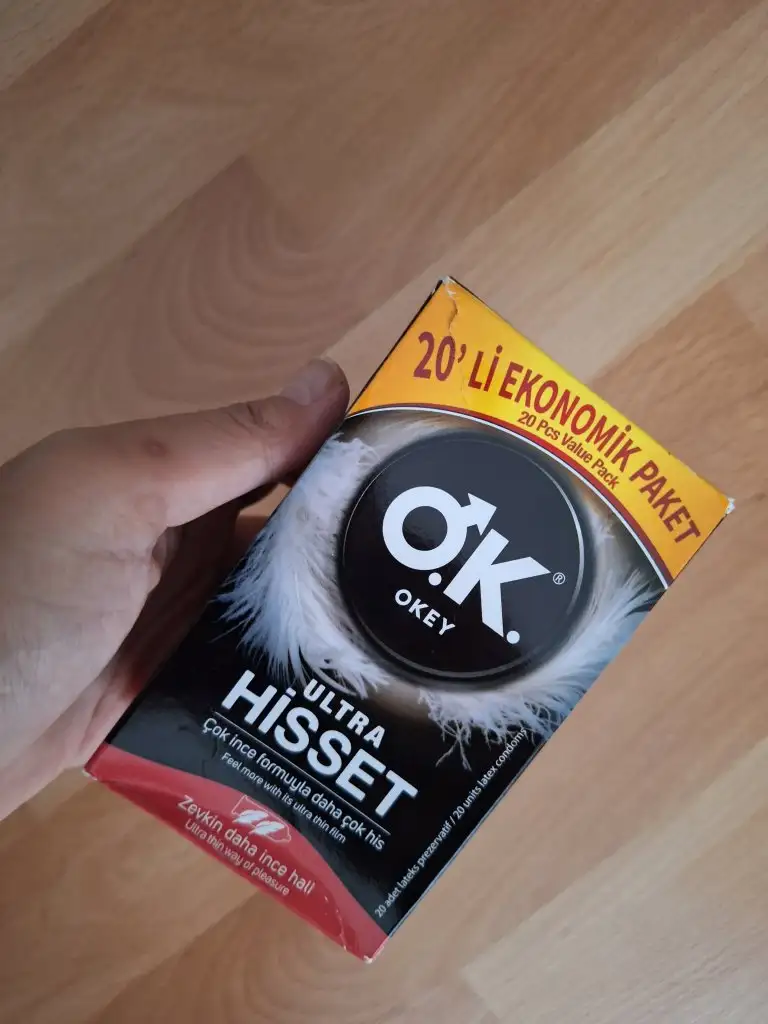 20' Lİ EKONOMİK PAKET
20 Pcs Value Pack
O.K.®
OKEY
ULTRA
HİSSET
Çok ince formuyla daha çok his
Feel more with its ultra thin film
Zevkin daha ince hali
Ultra thin way of pleasure
20 adet lateks prezervatif / 20 units latex condoms